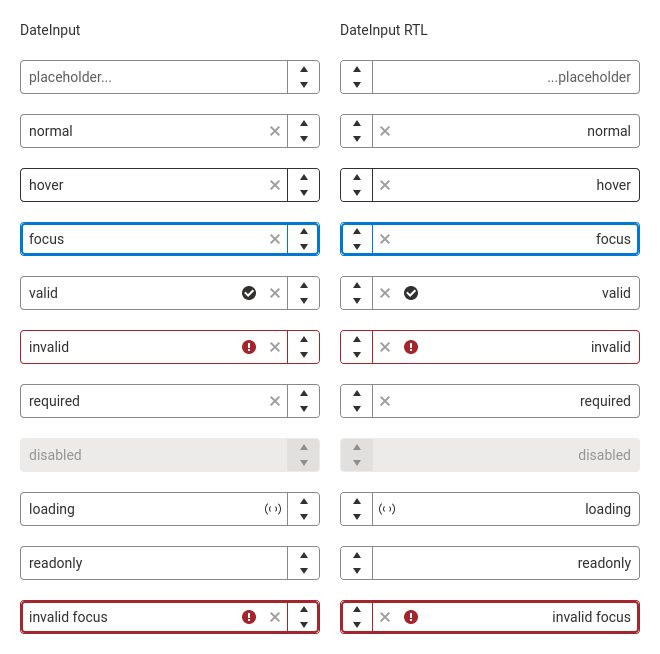 DateInput
DateInput RTL
placeholder...
...placeholder
normal
normal
hover
hover
focus
focus
valid
valid
invalid
invalid
required
required
disabled
disabled
loading
loading
readonly
readonly
invalid focus
invalid focus